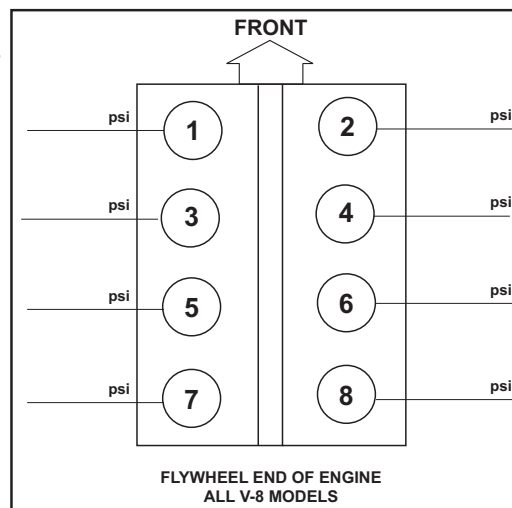 FRONT
psi
1
2
psi
psi
3
4
psi
psi
5
6
psi
psi
7
8
psi
FLYWHEEL END OF ENGINE
ALL V-8 MODELS